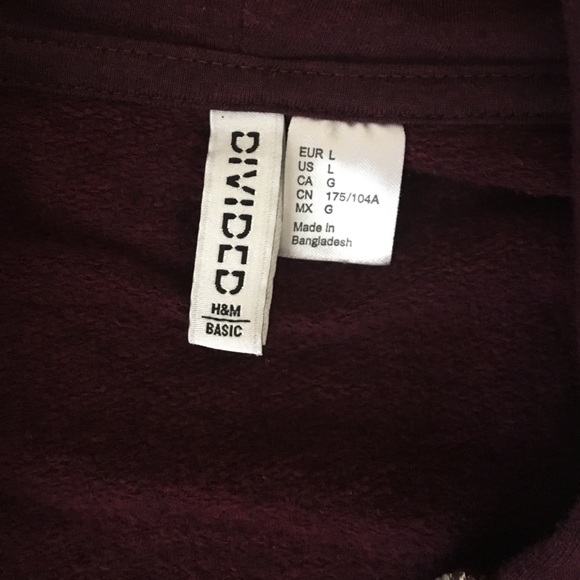 DIVIDED
H&M
BASIC
EUR L
US L
CA G
CN 175/104A
MX G
Made in
Bangladesh